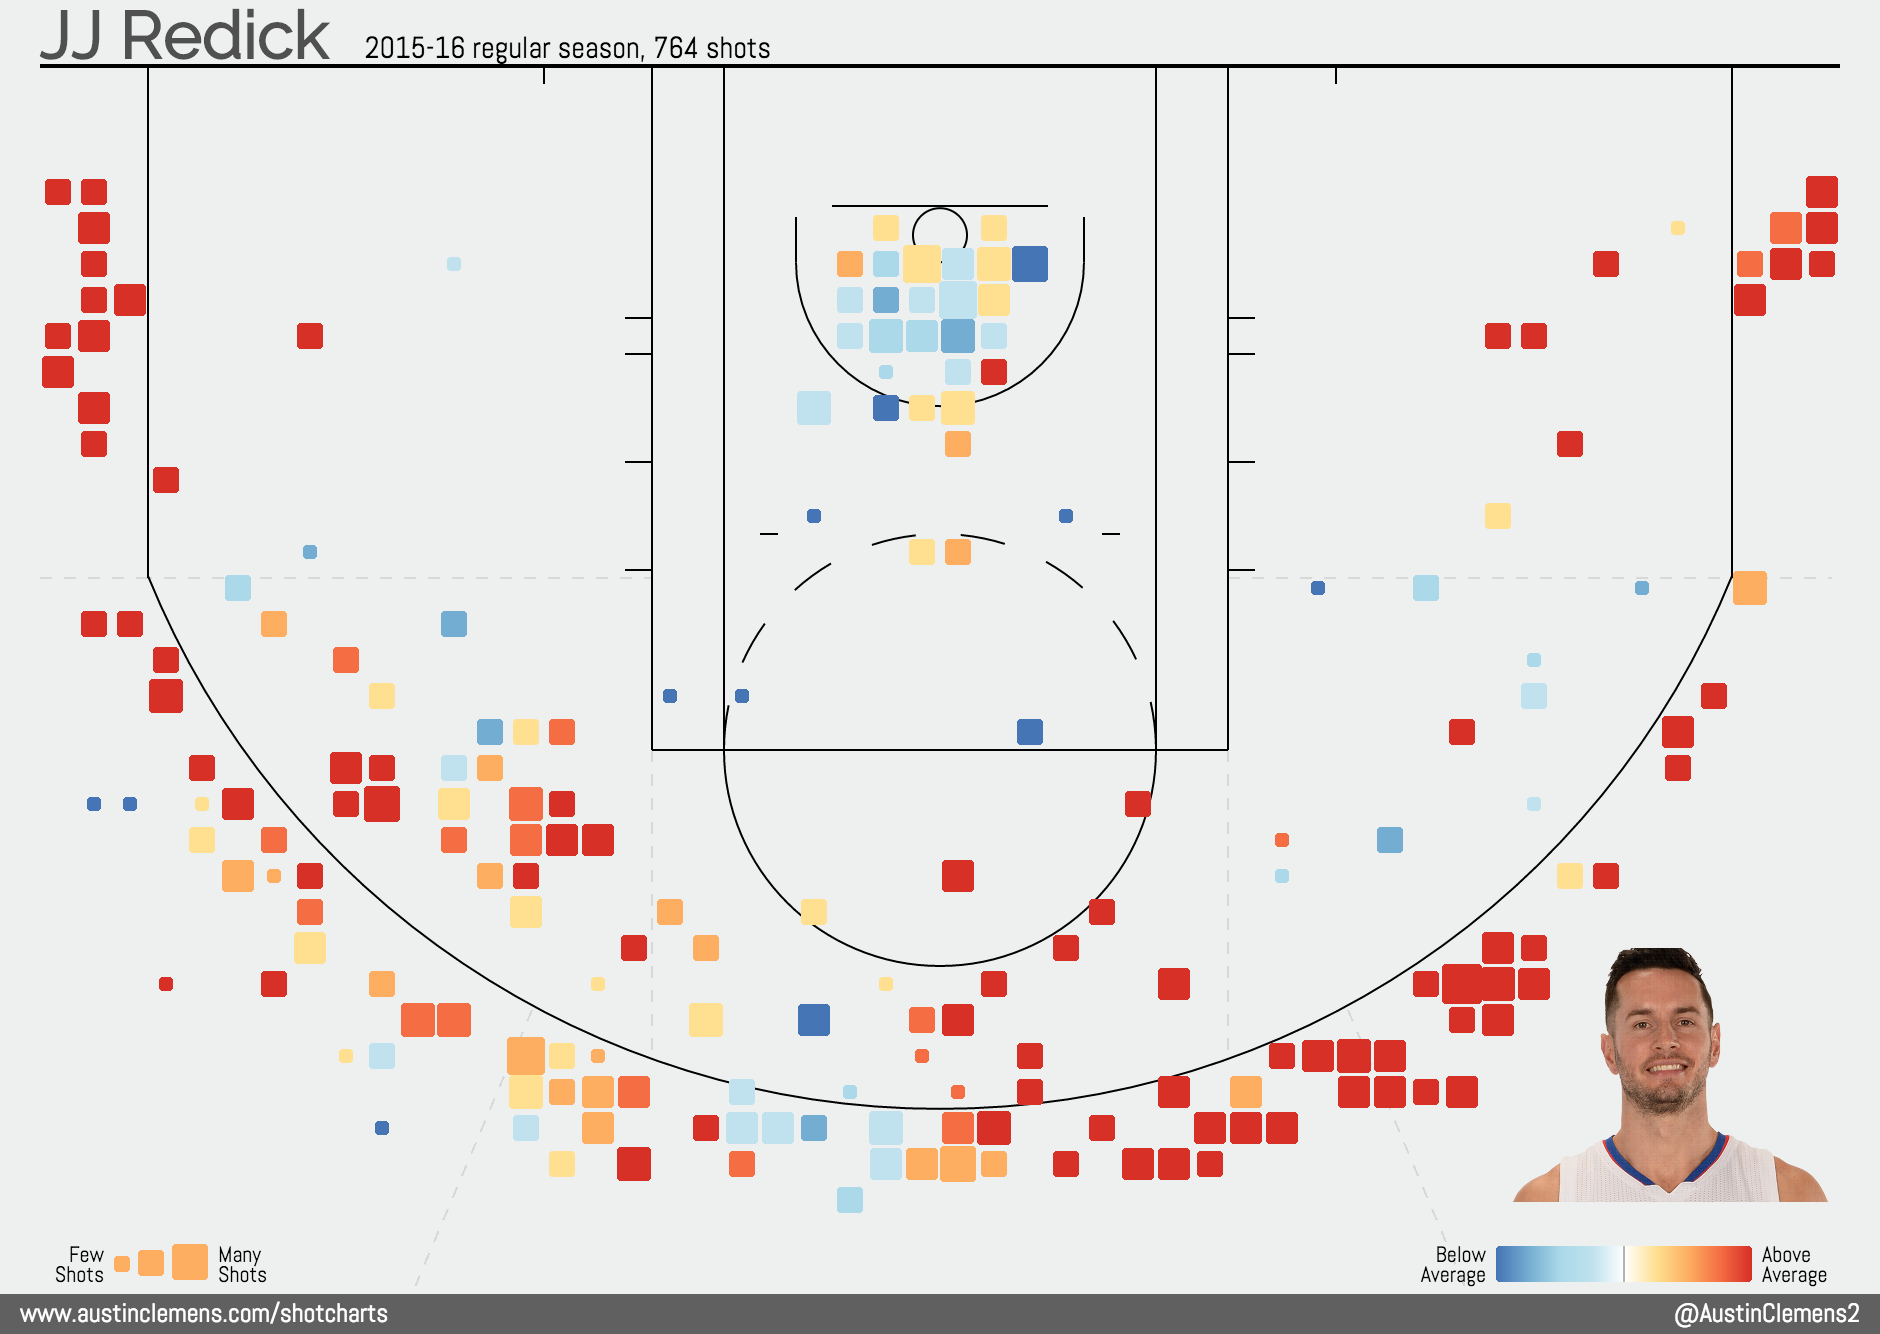 JJ Redick 2015-16 regular season, 764 shots
Few Shots
Many Shots
Below Average
Above Average
www.austinclemens.com/shotcharts
@AustinClemens2